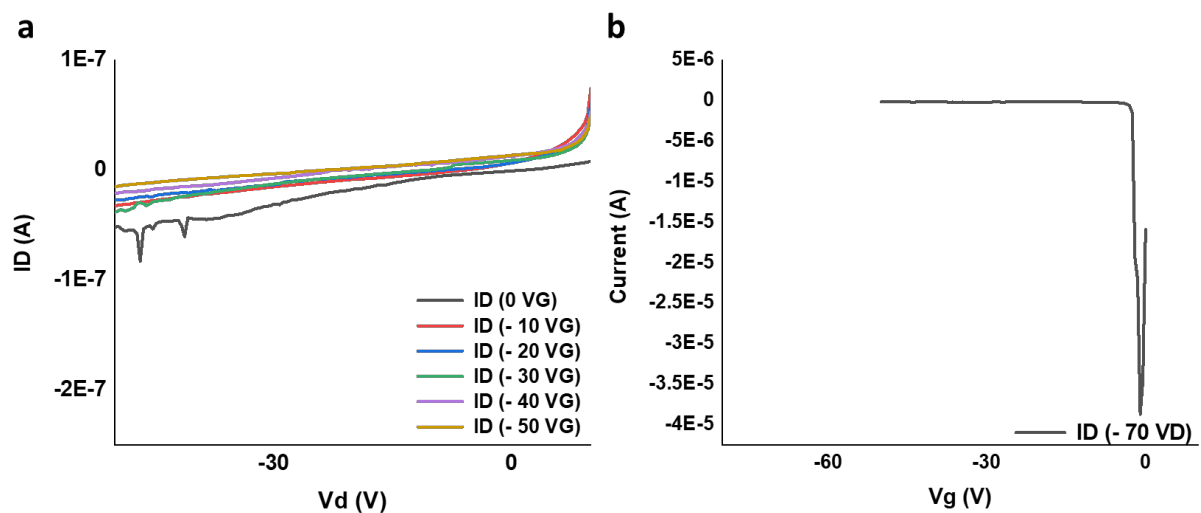 a
1E-7
0
-1E-7
-2E-7
ID (A)
-30
0
Vd (V)
ID (0 VG)
ID (- 10 VG)
ID (- 20 VG)
ID (- 30 VG)
ID (- 40 VG)
ID (- 50 VG)
b
5E-6
0
-5E-6
-1E-5
-1.5E-5
-2E-5
-2.5E-5
-3E-5
-3.5E-5
-4E-5
Current (A)
-60
-30
0
Vg (V)
ID (- 70 VD)